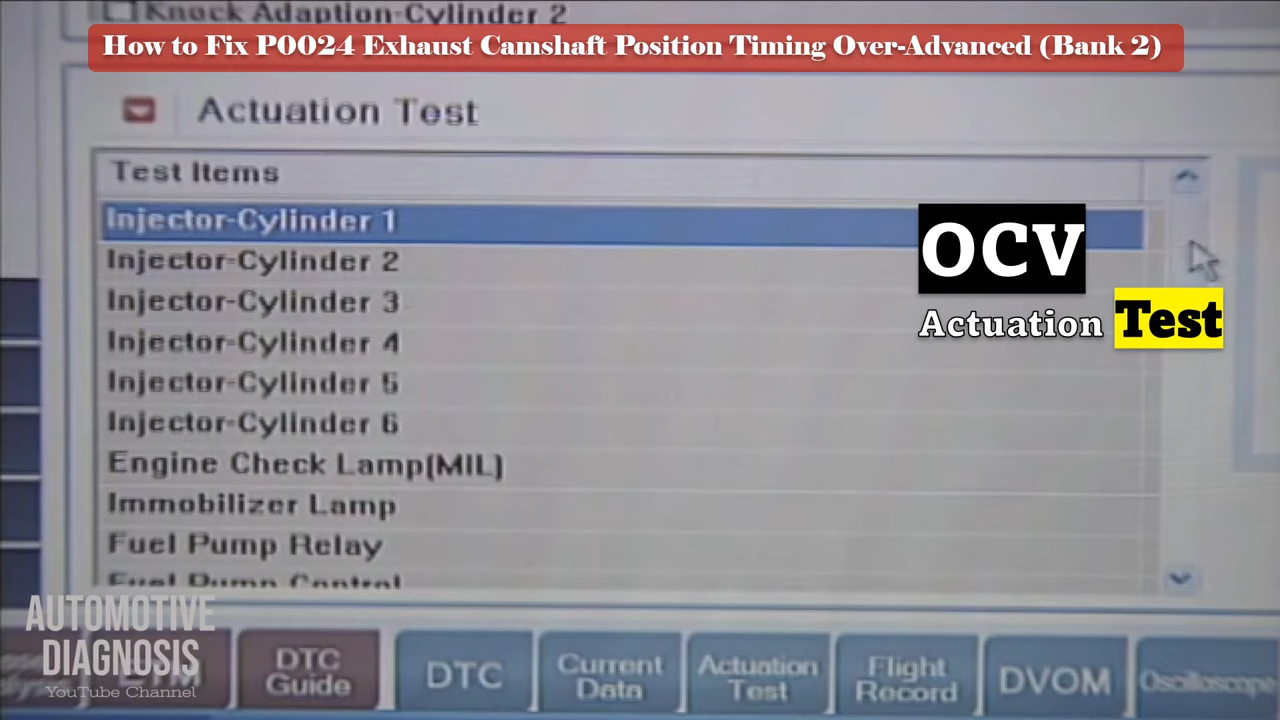 Knock Adaption-Cylinder 2
How to Fix P0024 Exhaust Camshaft Position Timing Over-Advanced (Bank 2)
Actuation Test
Test Items
Injector-Cylinder 1
Injector-Cylinder 2
Injector-Cylinder 3
Injector-Cylinder 4
Injector-Cylinder 5
Injector-Cylinder 6
Engine Check Lamp(MIL)
Immobilizer Lamp
Fuel Pump Relay
Fuel Pump Control
OCV
Actuation Test
AUTOMOTIVE
DIAGNOSIS
YouTube Channel
DTC
Guide
DTC
Current
Data
Actuation
Test
Flight
Record
DVOM
Oscilloscope